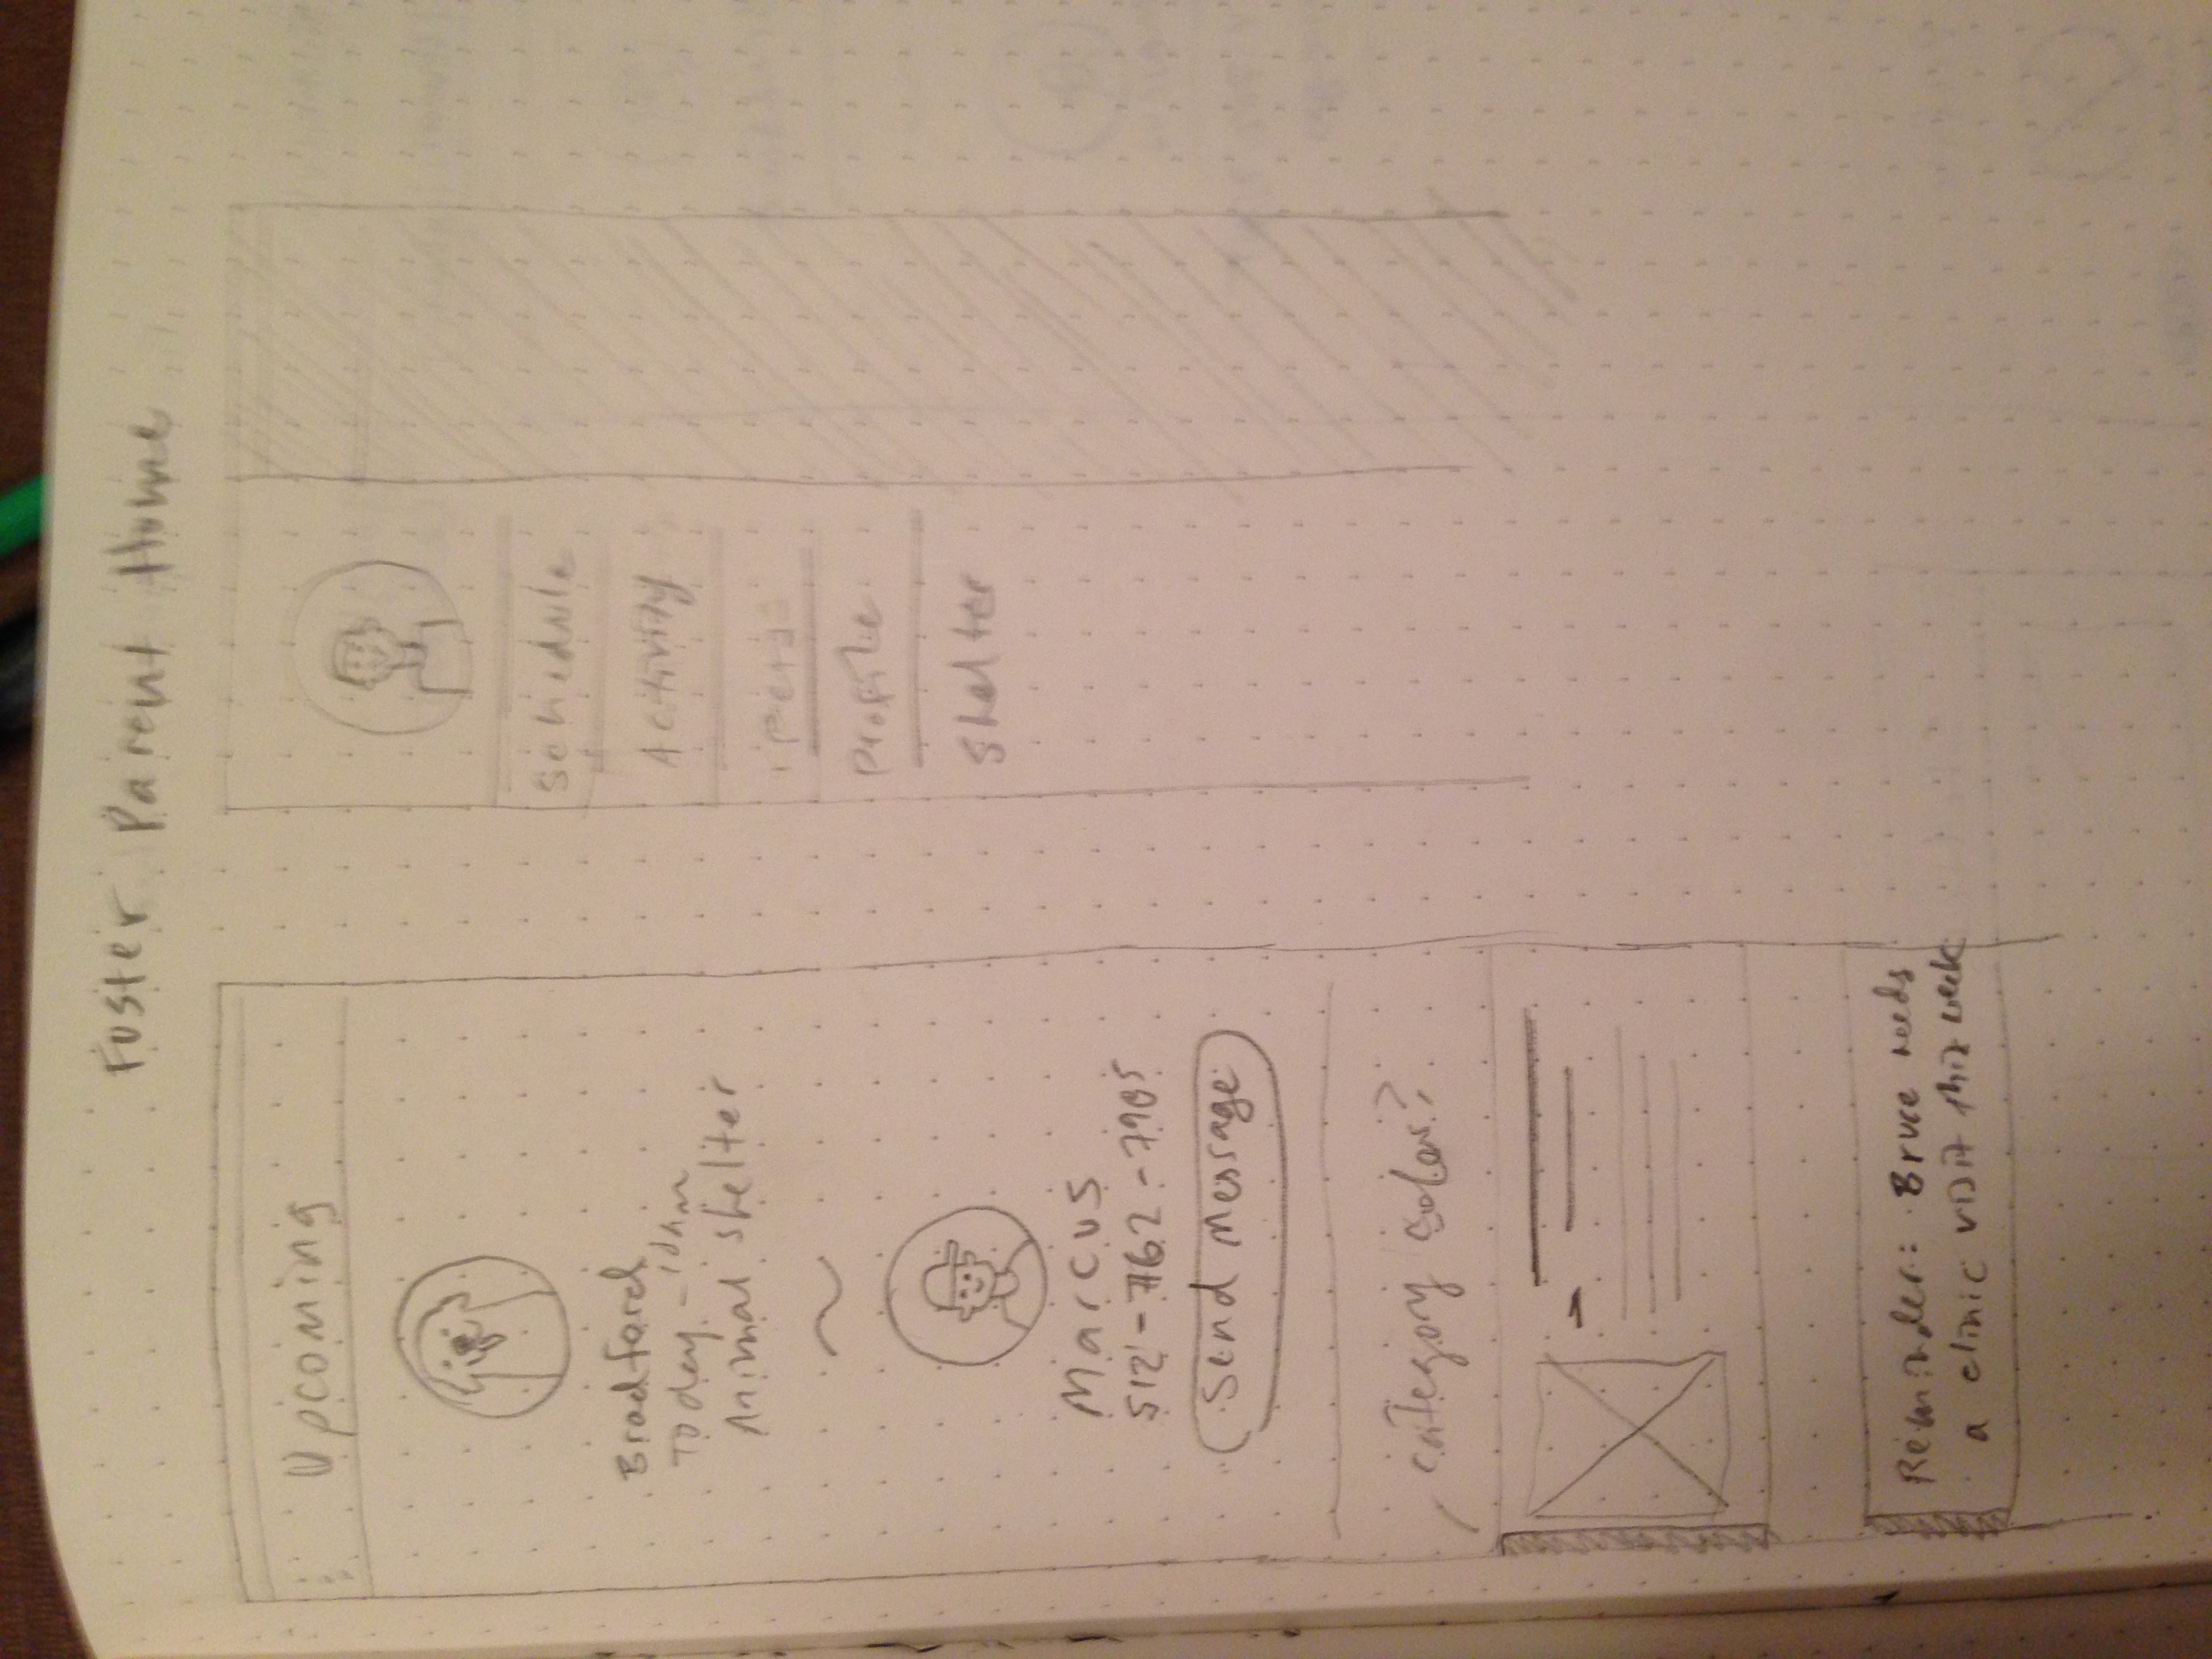 Foster Parent Home
Upcoming
Bradford
Today - 10Am
Animal Shelter
Marcus
512-762-7905
Send Message
category color?
Reminder: Bruce needs
a clinic visit this week
Schedule
Activity
Pets
Profile
Shelter